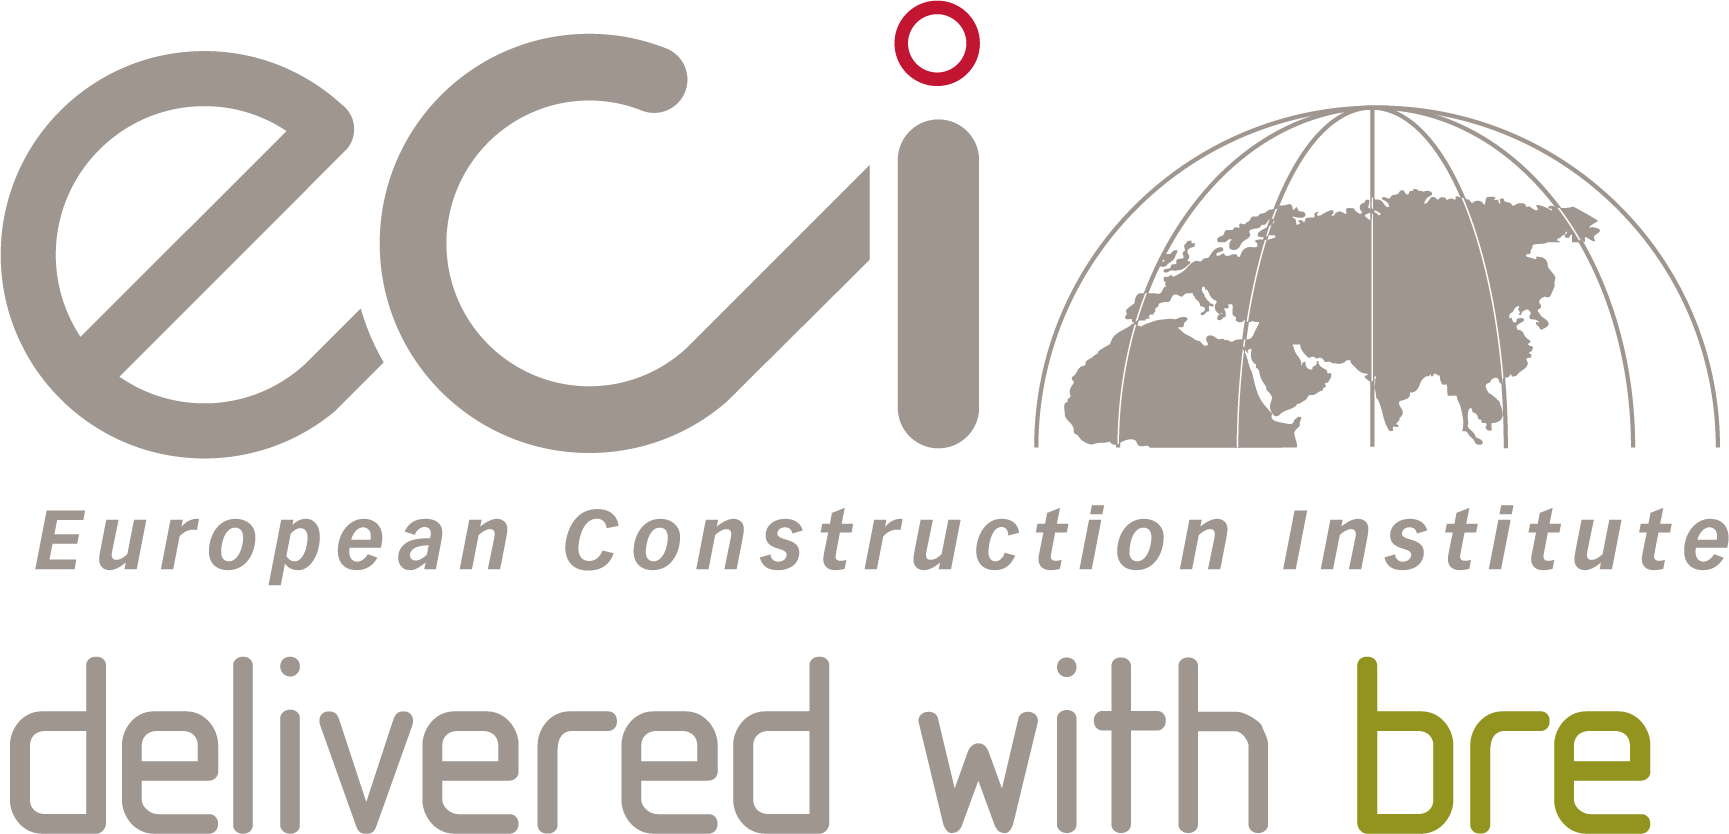 eci
European Construction Institute
delivered with bre